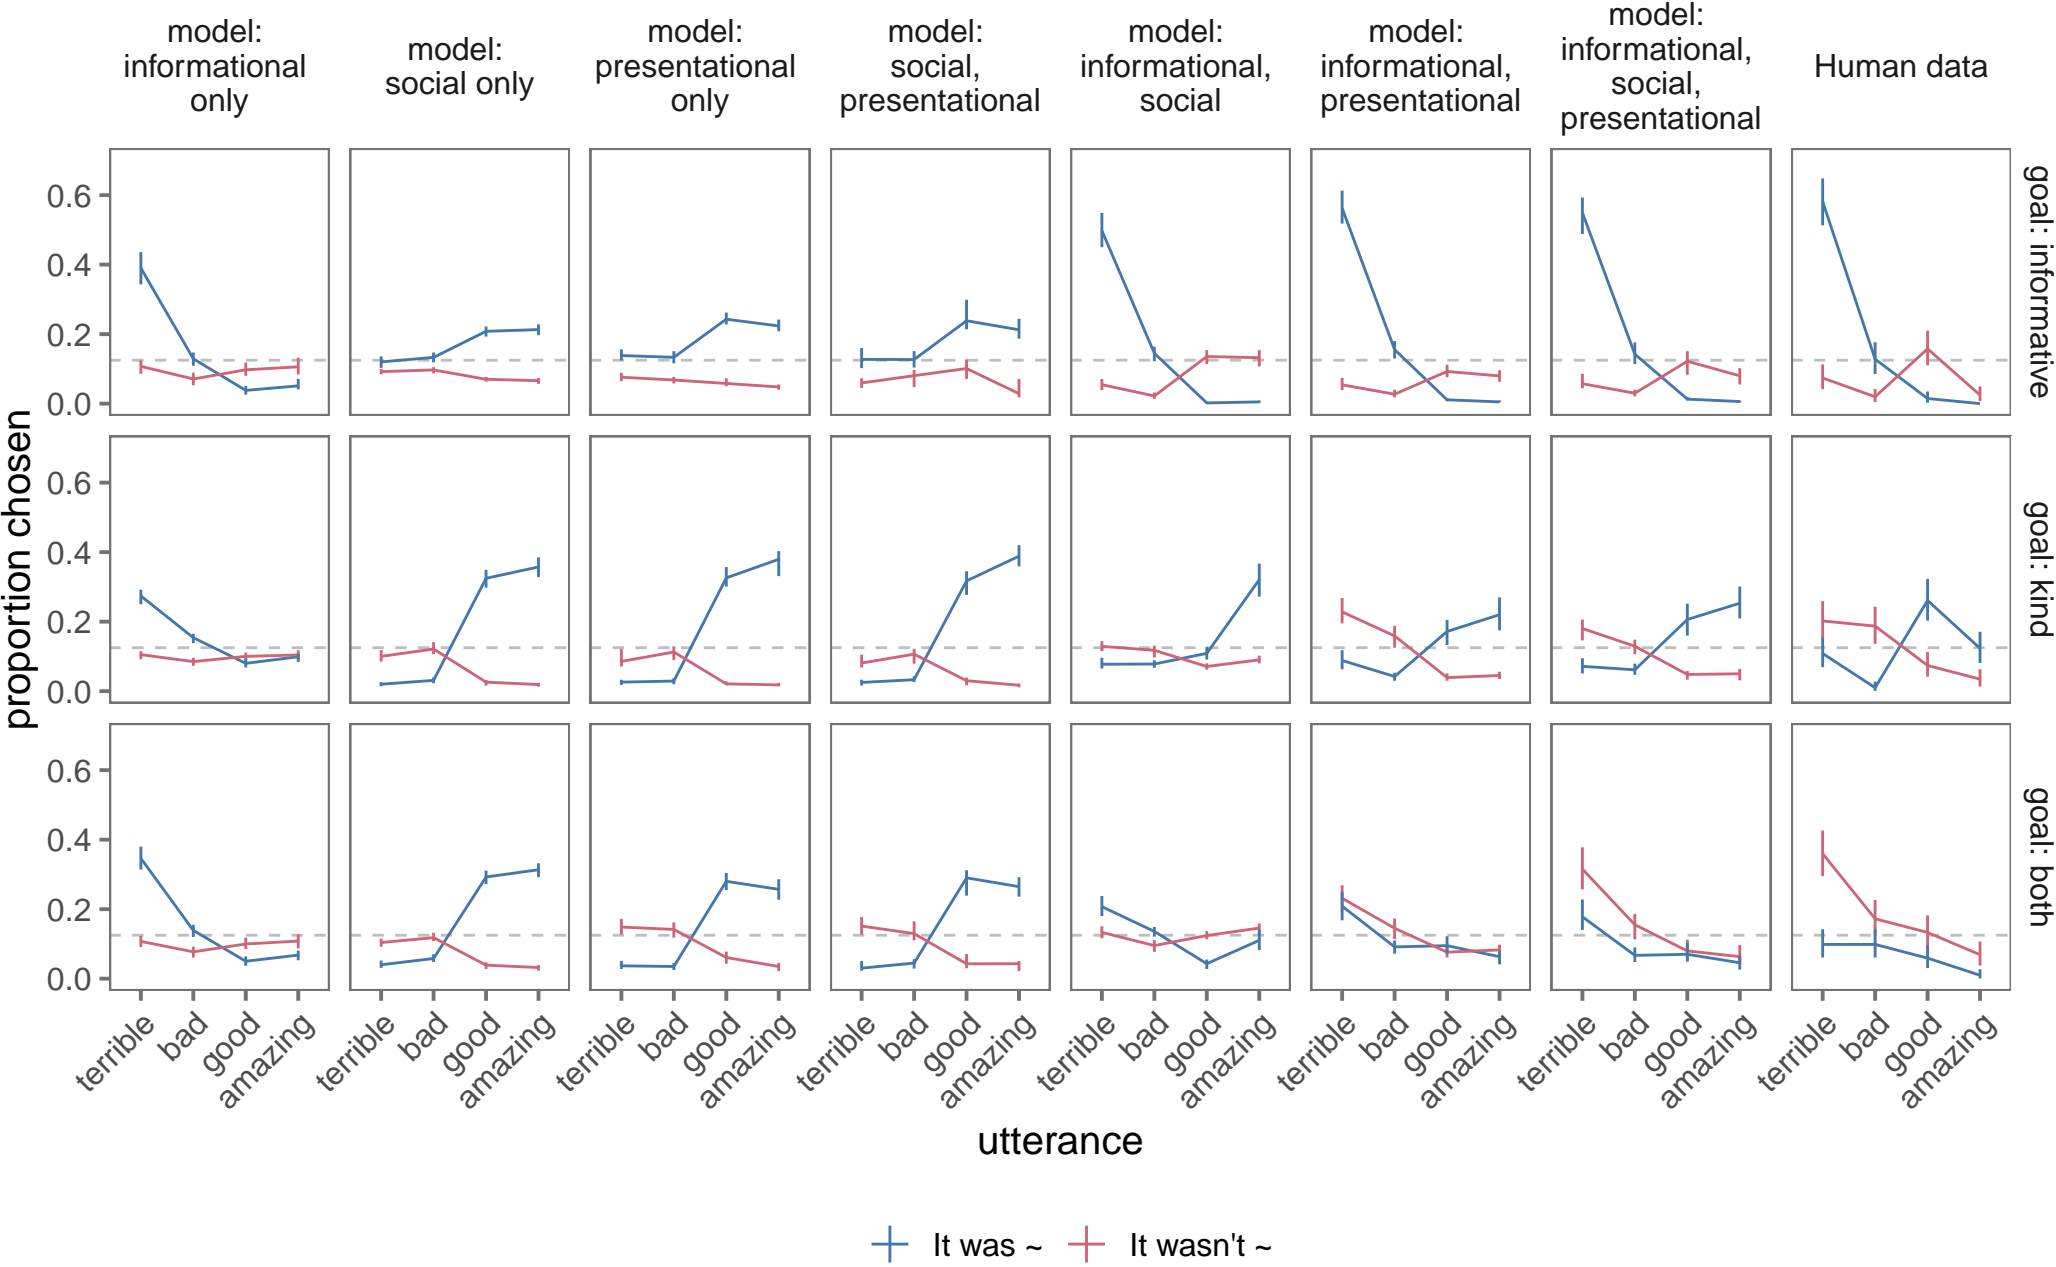 model:
informational
only
model:
social only
model:
presentational
only
model:
social,
presentational
model:
informational,
social
model:
informational,
presentational
model:
informational,
social,
presentational
Human data
proportion chosen
0.6
0.4
0.2
0.0
goal: informative
0.6
0.4
0.2
0.0
goal: kind
0.6
0.4
0.2
0.0
goal: both
terrible
bad
good
amazing
terrible
bad
good
amazing
terrible
bad
good
amazing
terrible
bad
good
amazing
terrible
bad
good
amazing
terrible
bad
good
amazing
terrible
bad
good
amazing
terrible
bad
good
amazing
utterance
It was ~
It wasn't ~